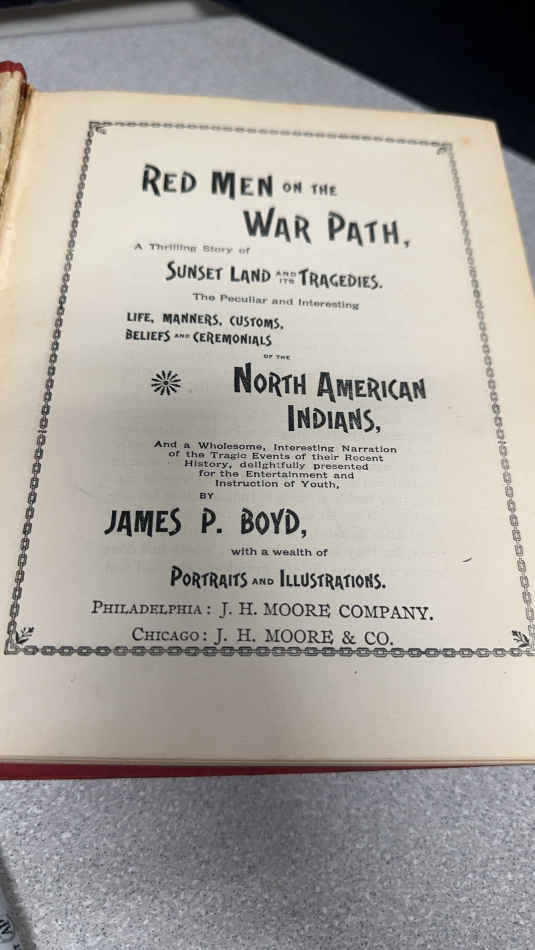 RED MEN ON THE
WAR PATH,
A Thrilling Story of
SUNSET LAND AND ITS TRAGEDIES.
The Peculiar and Interesting
LIFE, MANNERS, CUSTOMS,
BELIEFS AND CEREMONIALS
OF THE
NORTH AMERICAN
INDIANS,
And a Wholesome, Interesting Narration
of the Tragic Events of their Recent
History, delightfully presented
for the Entertainment and
Instruction of Youth,
BY
JAMES P. BOYD,
with a wealth of
PORTRAITS AND ILLUSTRATIONS.
PHILADELPHIA: J. H. MOORE COMPANY.
CHICAGO: J. H. MOORE & CO.